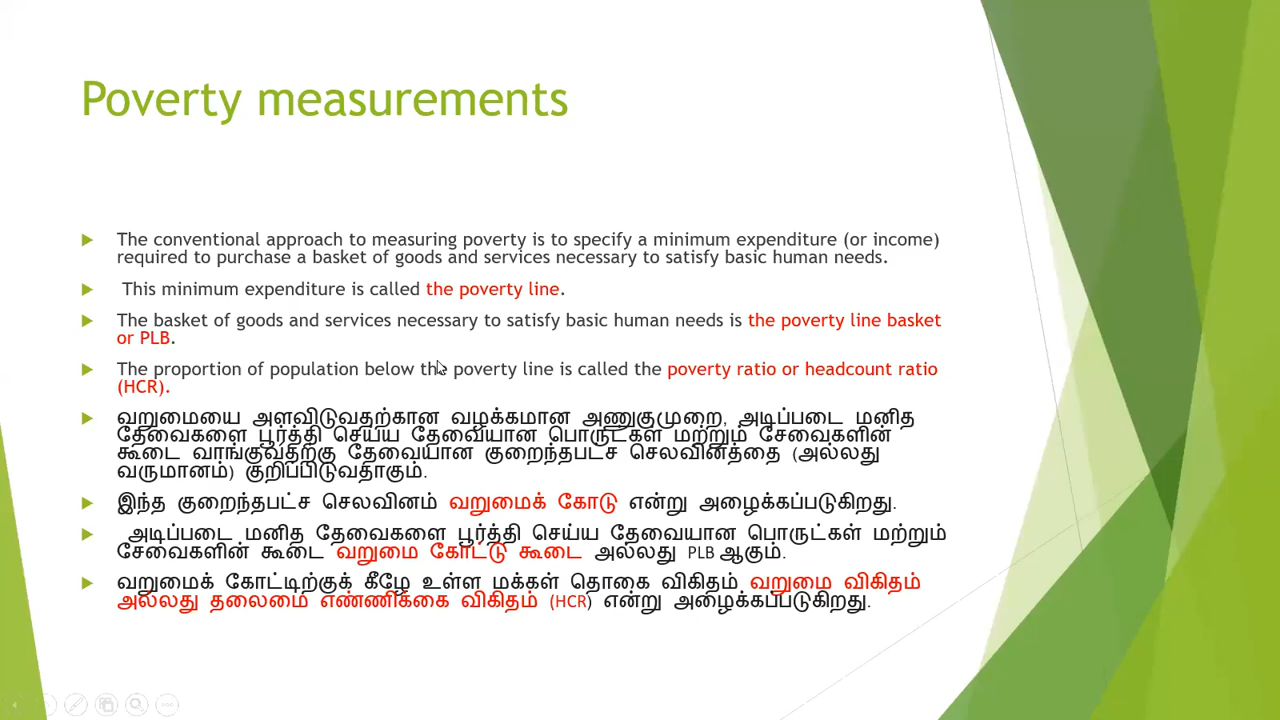 Poverty measurements
The conventional approach to measuring poverty is to specify a minimum expenditure (or income)
required to purchase a basket of goods and services necessary to satisfy basic human needs.
This minimum expenditure is called the poverty line.
The basket of goods and services necessary to satisfy basic human needs is the poverty line basket
or PLB.
The proportion of population below the poverty line is called the poverty ratio or headcount ratio
(HCR).
வறுமையை அளவிடுவதற்கான வழக்கமான அணுகுமுறை, அடிப்படை மனித
தேவைகளை பூர்த்தி செய்ய தேவையான பொருட்கள் மற்றும் சேவைகளின்
கூடை வாங்குவதற்கு தேவையான குறைந்தபட்ச செலவினத்தை (அல்லது
வருமானம்) குறிப்பிடுவதாகும்.
இந்த குறைந்தபட்ச செலவினம் வறுமைக் கோடு என்று அழைக்கப்படுகிறது.
அடிப்படை மனித தேவைகளை பூர்த்தி செய்ய தேவையான பொருட்கள் மற்றும்
சேவைகளின் கூடை வறுமை கோட்டு கூடை அல்லது PLB ஆகும்.
வறுமைக் கோட்டிற்குக் கீழே உள்ள மக்கள் தொகை விகிதம் வறுமை விகிதம்
அல்லது தலைமை எண்ணிக்கை விகிதம் (HCR) என்று அழைக்கப்படுகிறது.